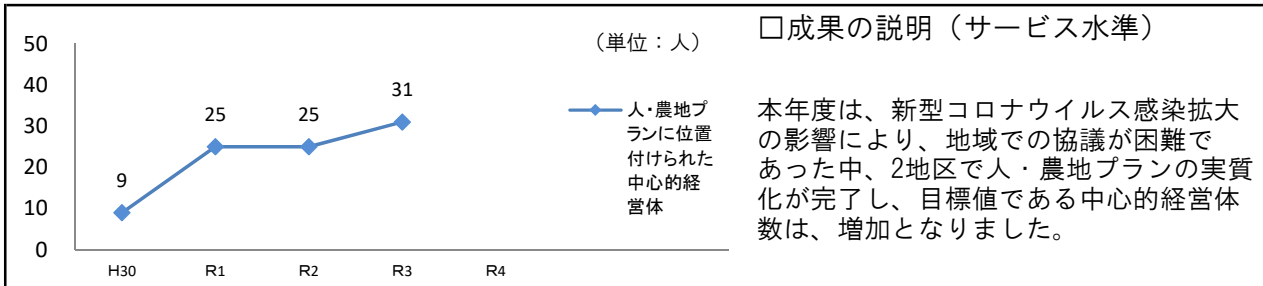 50
40
30
20
10
0
9
25
25
31
H30
R1
R2
R3
R4
（単位：人）
人・農地プ
ランに位置
付けられた
中心的経
営体
□成果の説明（サービス水準）
本年度は、新型コロナウイルス感染拡大
の影響により、地域での協議が困難で
あった中、2地区で人・農地プランの実質
化が完了し、目標値である中心的経営体
数は、増加となりました。